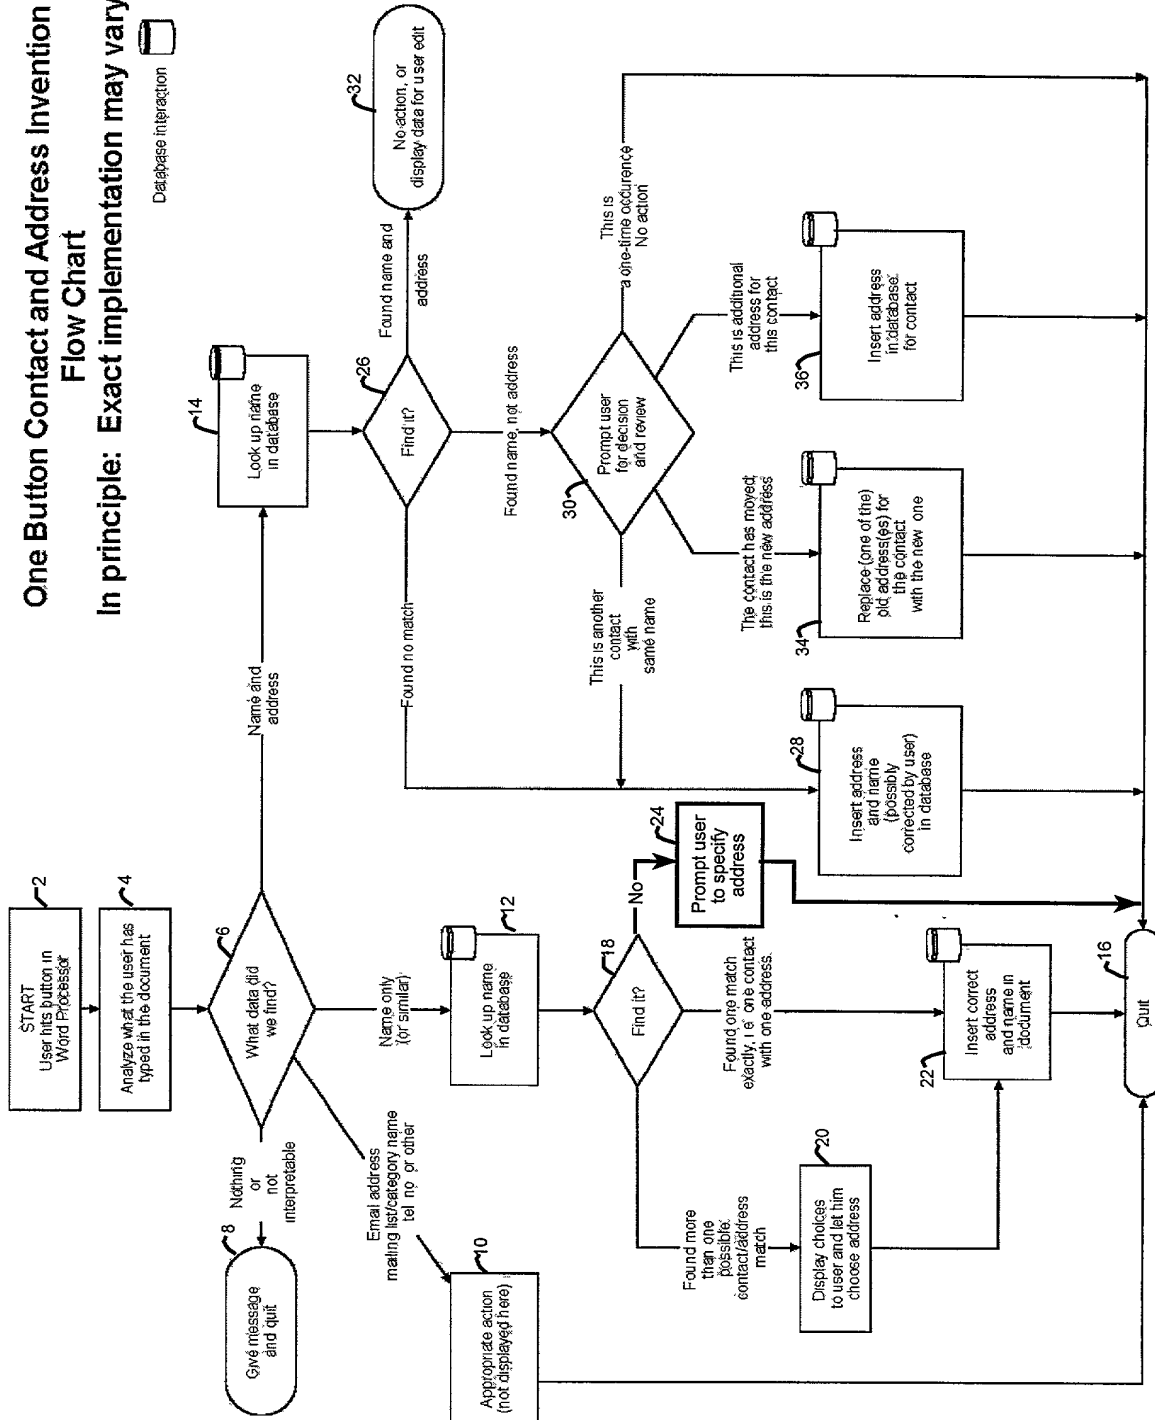 One Button Contact and Address Invention
Flow Chart
In principle: Exact implementation may vary
Database interaction
START
User hits button in
Word Processor
2
Analyze what the user has
typed in the document
4
What data did
we find?
6
Nothing
or
not
interpretable
Give message
and quit
8
Email address
mailing list/category name
tel no or other
Appropriate action
(not displayed here)
10
Name only
(or similar)
Look up name
in database
12
Name and
address
Look up name
in database
14
Find it?
18
No
Prompt user
to specify
address
24
Found one match
exactly, i,e' one contact
with one address.
Found more
than one
possible:
contact/address
match
Display choices
to user and let him
choose address
20
Insert correct
address
and name in
document
22
Quit
16
Find it?
26
Found name and
address
No action, or
display data for user edit
32
Found no match
Found name, not address
Prompt user
for decision
and review
30
This is another
contact
with
same name
The contact has moved;
this is the new address
This is additional
address for
this contact
This is
a one-time occurence
No action
Insert address
and name
(possibly
corrected by user)
in database
28
Replace (one of the)
old address(es) for
the contact
with the new one
34
Insert address
in database:
for contact
36